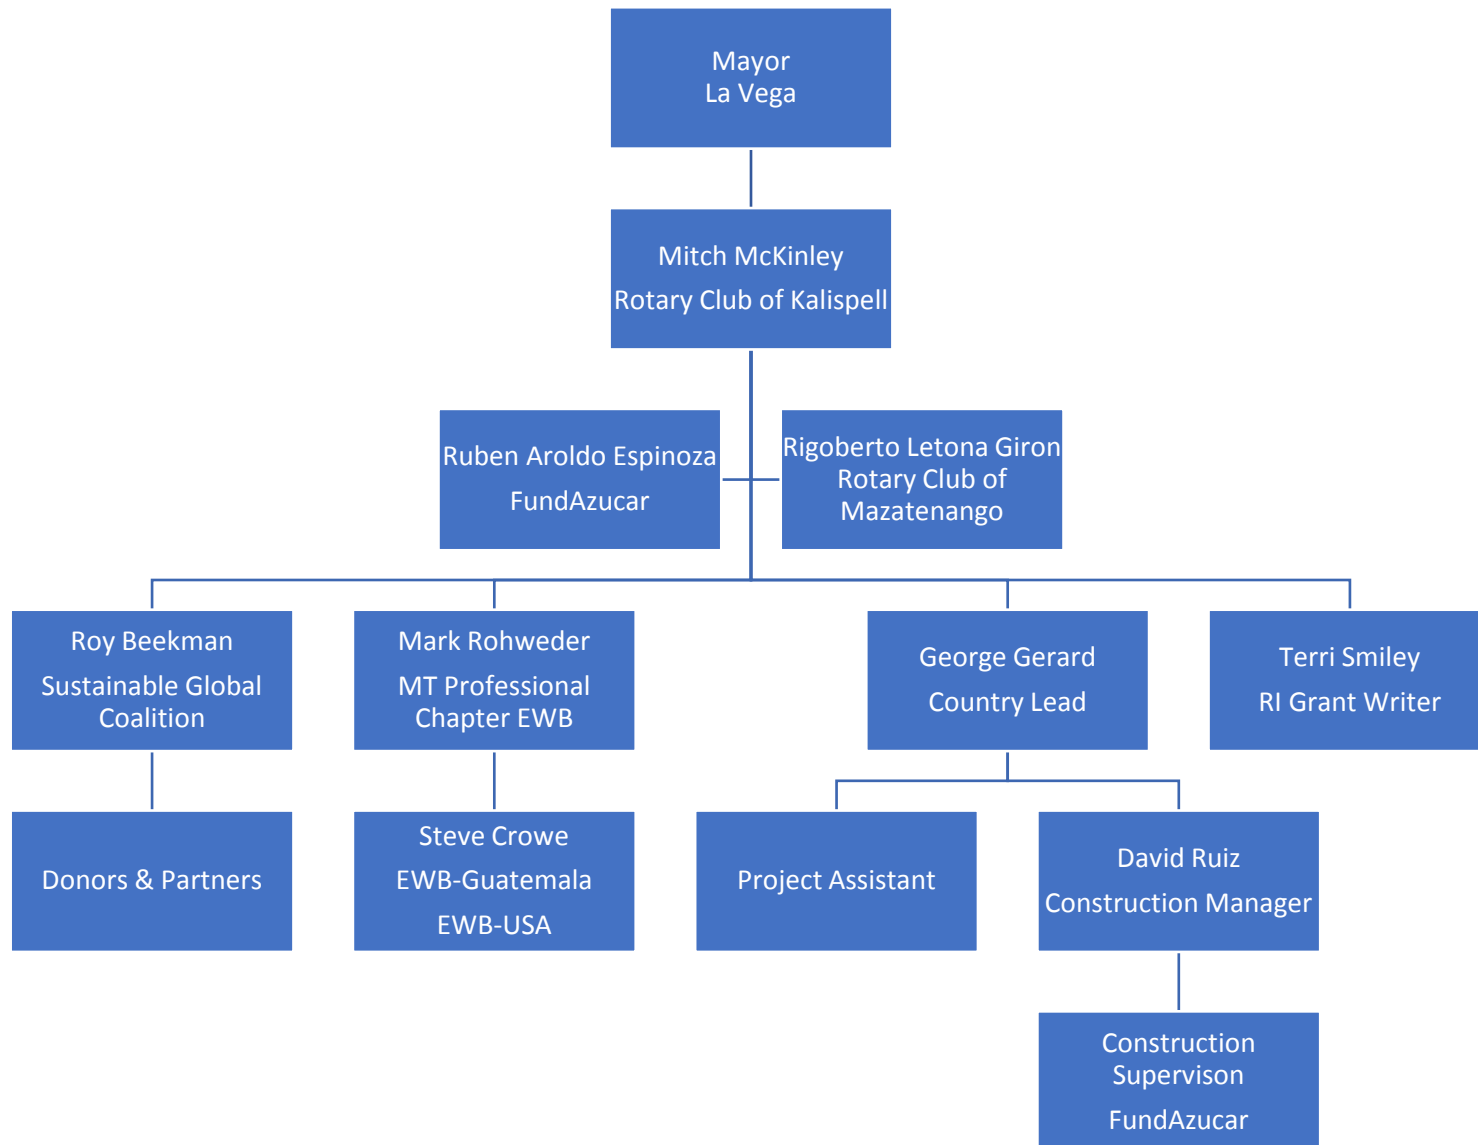 Mayor
La Vega
Mitch McKinley
Rotary Club of Kalispell
Ruben Aroldo Espinoza
FundAzucar
Rigoberto Letona Giron
Rotary Club of
Mazatenango
Roy Beekman
Sustainable Global
Coalition
Mark Rohweder
MT Professional
Chapter EWB
George Gerard
Country Lead
Terri Smiley
RI Grant Writer
Donors & Partners
Steve Crowe
EWB-Guatemala
EWB-USA
Project Assistant
David Ruiz
Construction Manager
Construction
Supervison
FundAzucar